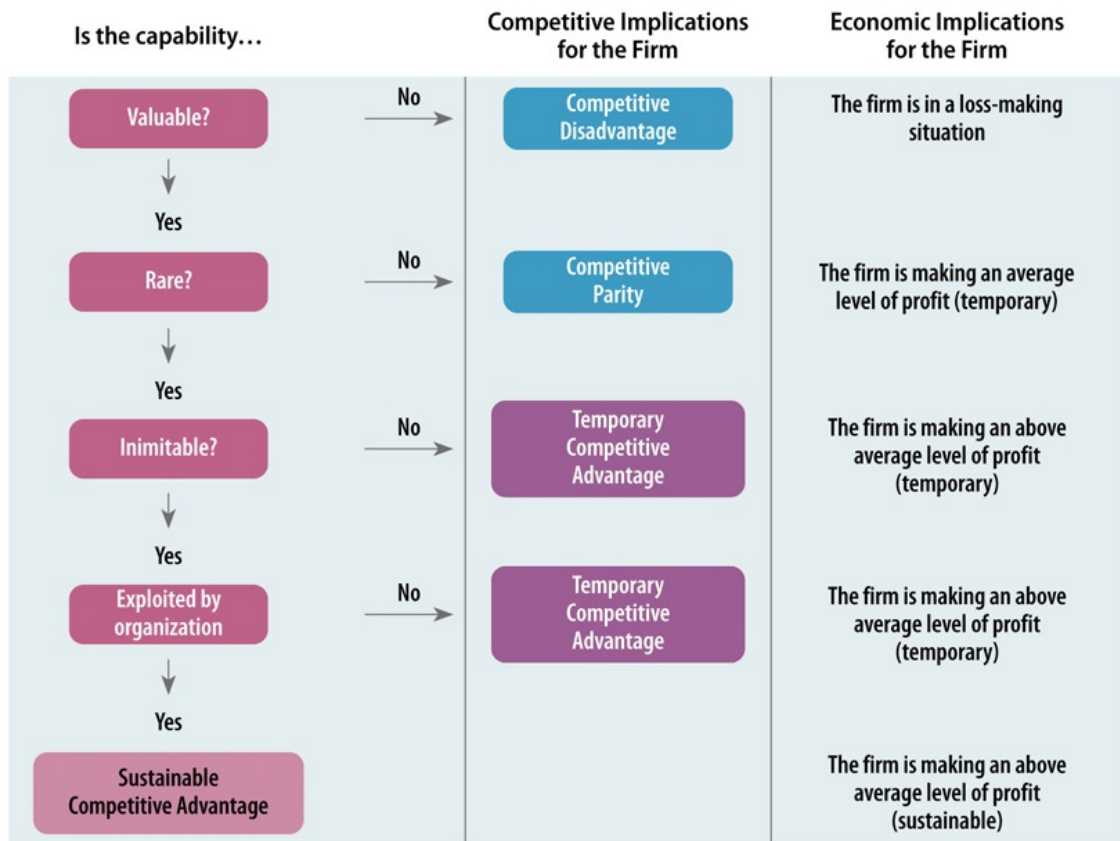 Is the capability…
Competitive Implications
for the Firm
Economic Implications
for the Firm
Valuable?
No
Competitive
Disadvantage
The firm is in a loss-making
situation
Yes
Rare?
No
Competitive
Parity
The firm is making an average
level of profit (temporary)
Yes
Inimitable?
No
Temporary
Competitive
Advantage
The firm is making an above
average level of profit
(temporary)
Yes
Exploited by
organization
No
Temporary
Competitive
Advantage
The firm is making an above
average level of profit
(temporary)
Yes
Sustainable
Competitive Advantage
The firm is making an above
average level of profit
(sustainable)